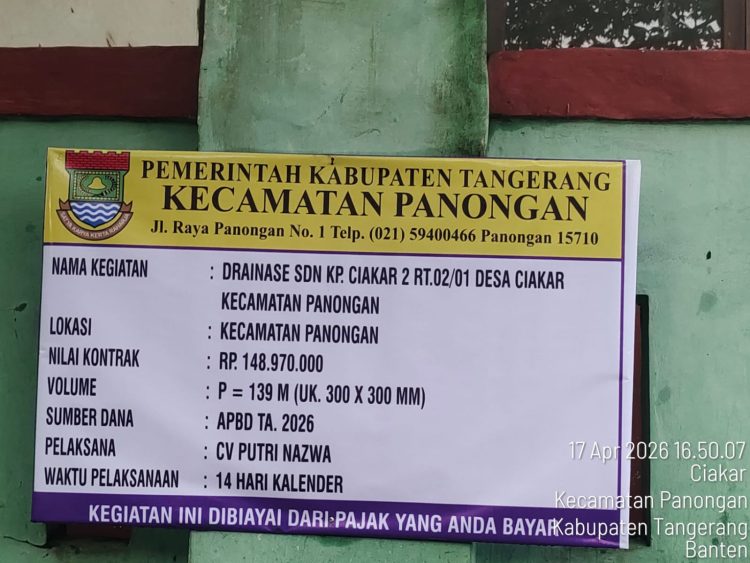 PEMERINTAH KABUPATEN TANGERANG
KECAMATAN PANONGAN
Jl. Raya Panongan No. 1 Telp. (021) 59400466 Panongan 15710
SATYA KARYA KERTA RAHARJA
NAMA KEGIATAN : DRAINASE SDN KP. CIAKAR 2 RT.02/01 DESA CIAKAR
KECAMATAN PANONGAN
LOKASI : KECAMATAN PANONGAN
NILAI KONTRAK : RP. 148.970.000
VOLUME : P = 139 M (UK. 300 X 300 MM)
SUMBER DANA : APBD TA. 2026
PELAKSANA : CV PUTRI NAZWA
WAKTU PELAKSANAAN : 14 HARI KALENDER
KEGIATAN INI DIBIAYAI DARI PAJAK YANG ANDA BAYAR
17 Apr 2026 16.50.07
Ciakar
Kecamatan Panongan
Kabupaten Tangerang
Banten